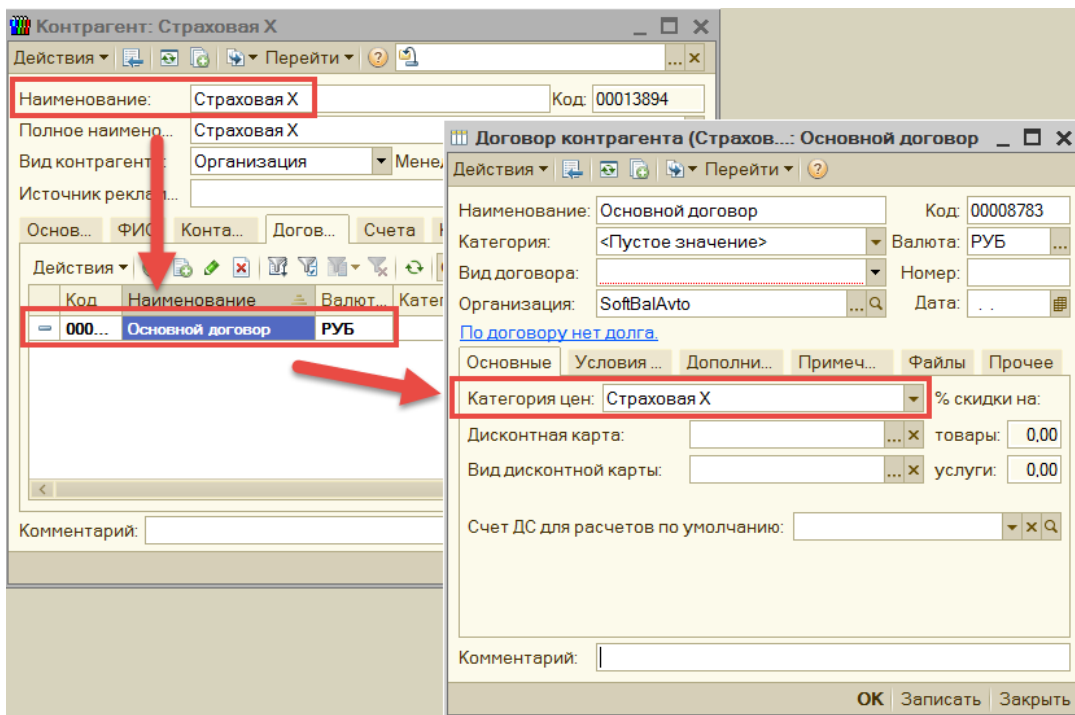 Контрагент: Страховая X
Действия Перейти
Наименование: Страховая X Код: 00013894
Полное наимено... Страховая X
Вид контрагент Организация
Источник реклам...
Основ... Конта... Догов... Счета
Действия
Код Наименование Валют...
000... Основной договор РУБ
Комментарий:
Договор контрагента (Страхов...: Основной договор
Действия Перейти
Наименование: Основной договор Код: 00008783
Категория: <Пустое значение> Валюта: РУБ ...
Вид договора: Номер:
Организация: SoftBalAvto ... Дата: . .
По договору нет долга.
Основные Условия ... Дополни... Примеч... Файлы Прочее
Категория цен: Страховая X % скидки на:
Дисконтная карта: ... товары: 0,00
Вид дисконтной карты: ... услуги: 0,00
Счет ДС для расчетов по умолчанию:
Комментарий:
OK Записать Закрыть